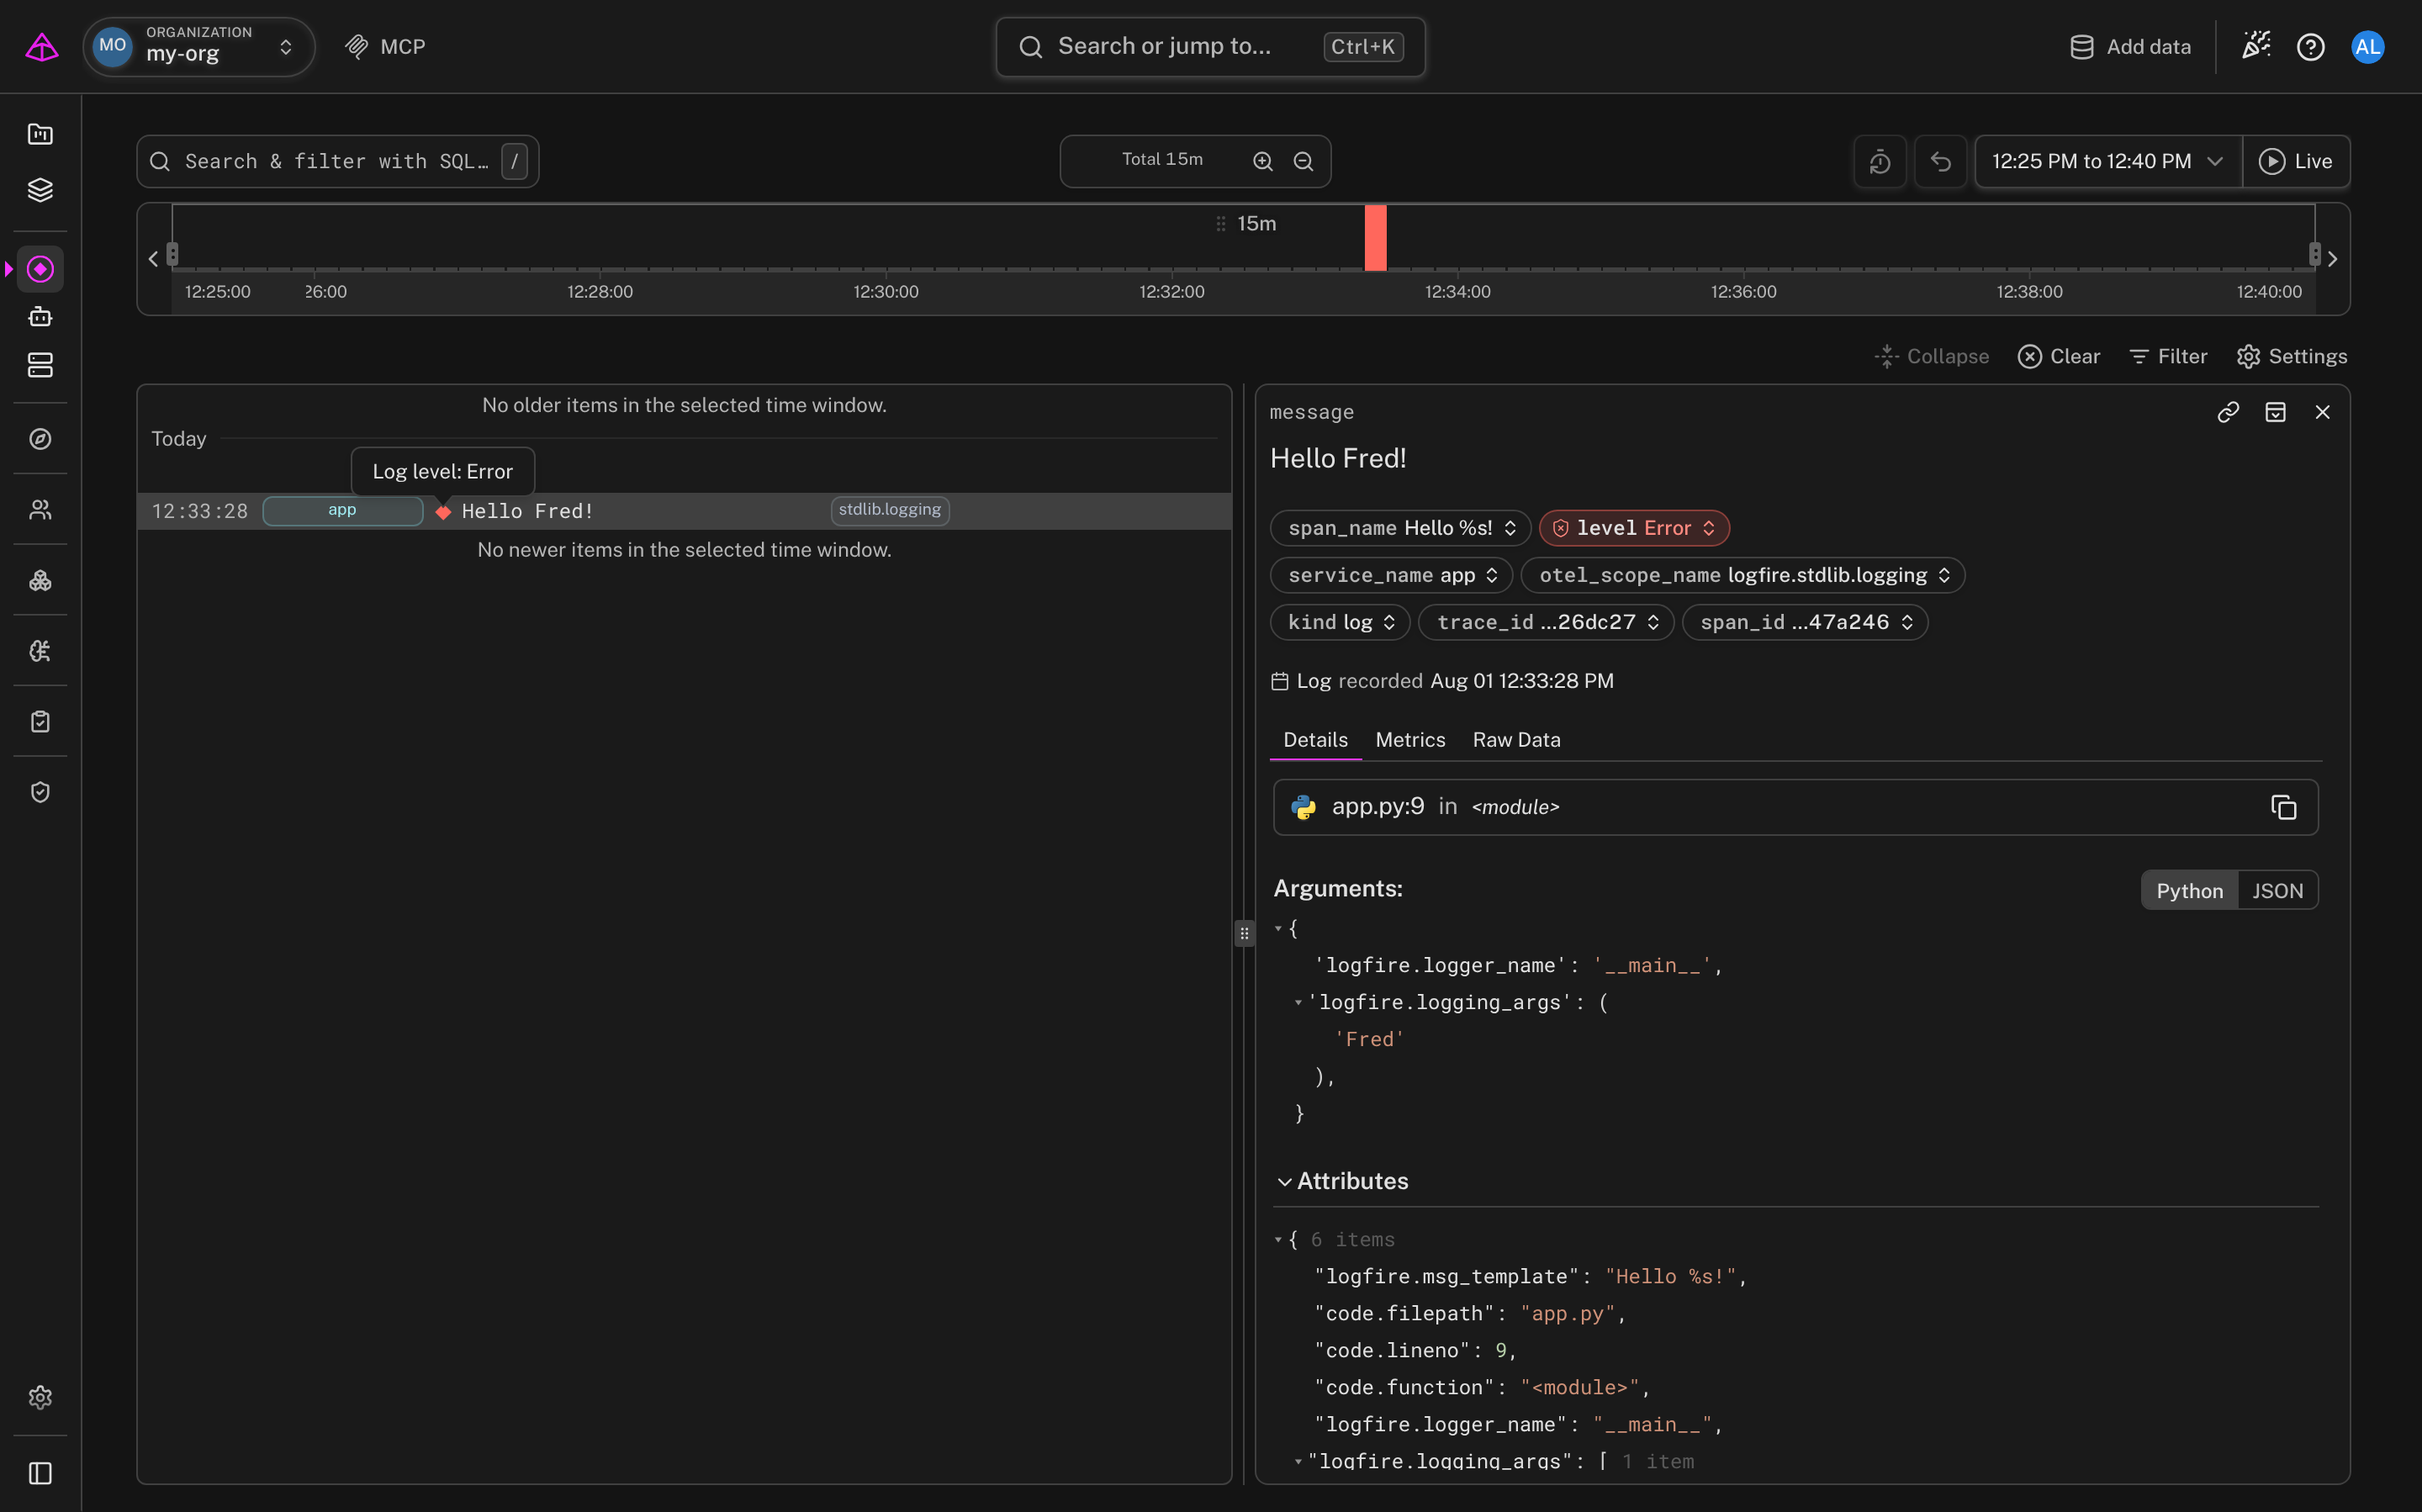 MO
ORGANIZATION
my-org
MCP
Search or jump to...
Ctrl+K
Add data
AL
Search & filter with SQL…
/
Total 15m
12:25 PM to 12:40 PM
Live
15m
12:25:00
26:00
12:28:00
12:30:00
12:32:00
12:34:00
12:36:00
12:38:00
12:40:00
Collapse
Clear
Filter
Settings
No older items in the selected time window.
Today
Log level: Error
12:33:28
app
Hello Fred!
stdlib.logging
No newer items in the selected time window.
message
Hello Fred!
span_name Hello %s!
level Error
service_name app
otel_scope_name logfire.stdlib.logging
kind log
trace_id ...26dc27
span_id ...47a246
Log recorded Aug 01 12:33:28 PM
Details
Metrics
Raw Data
app.py:9 in <module>
Arguments:
Python
JSON
{
'logfire.logger_name': '__main__',
'logfire.logging_args': (
'Fred'
),
}
Attributes
{ 6 items
"logfire.msg_template": "Hello %s!",
"code.filepath": "app.py",
"code.lineno": 9,
"code.function": "<module>",
"logfire.logger_name": "__main__",
"logfire.logging_args": [ 1 item